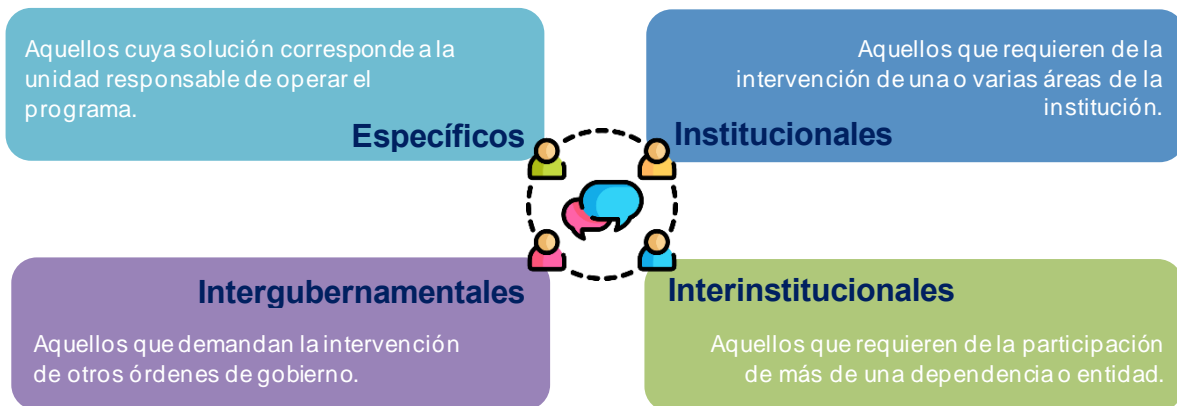 Aquellos cuya solución corresponde a la
unidad responsable de operar el
programa.
Específicos
Aquellos que requieren de la
intervención de una o varias áreas de la
institución.
Institucionales
Intergubernamentales
Aquellos que demandan la intervención
de otros órdenes de gobierno.
Interinstitucionales
Aquellos que requieren de la participación
de más de una dependencia o entidad.